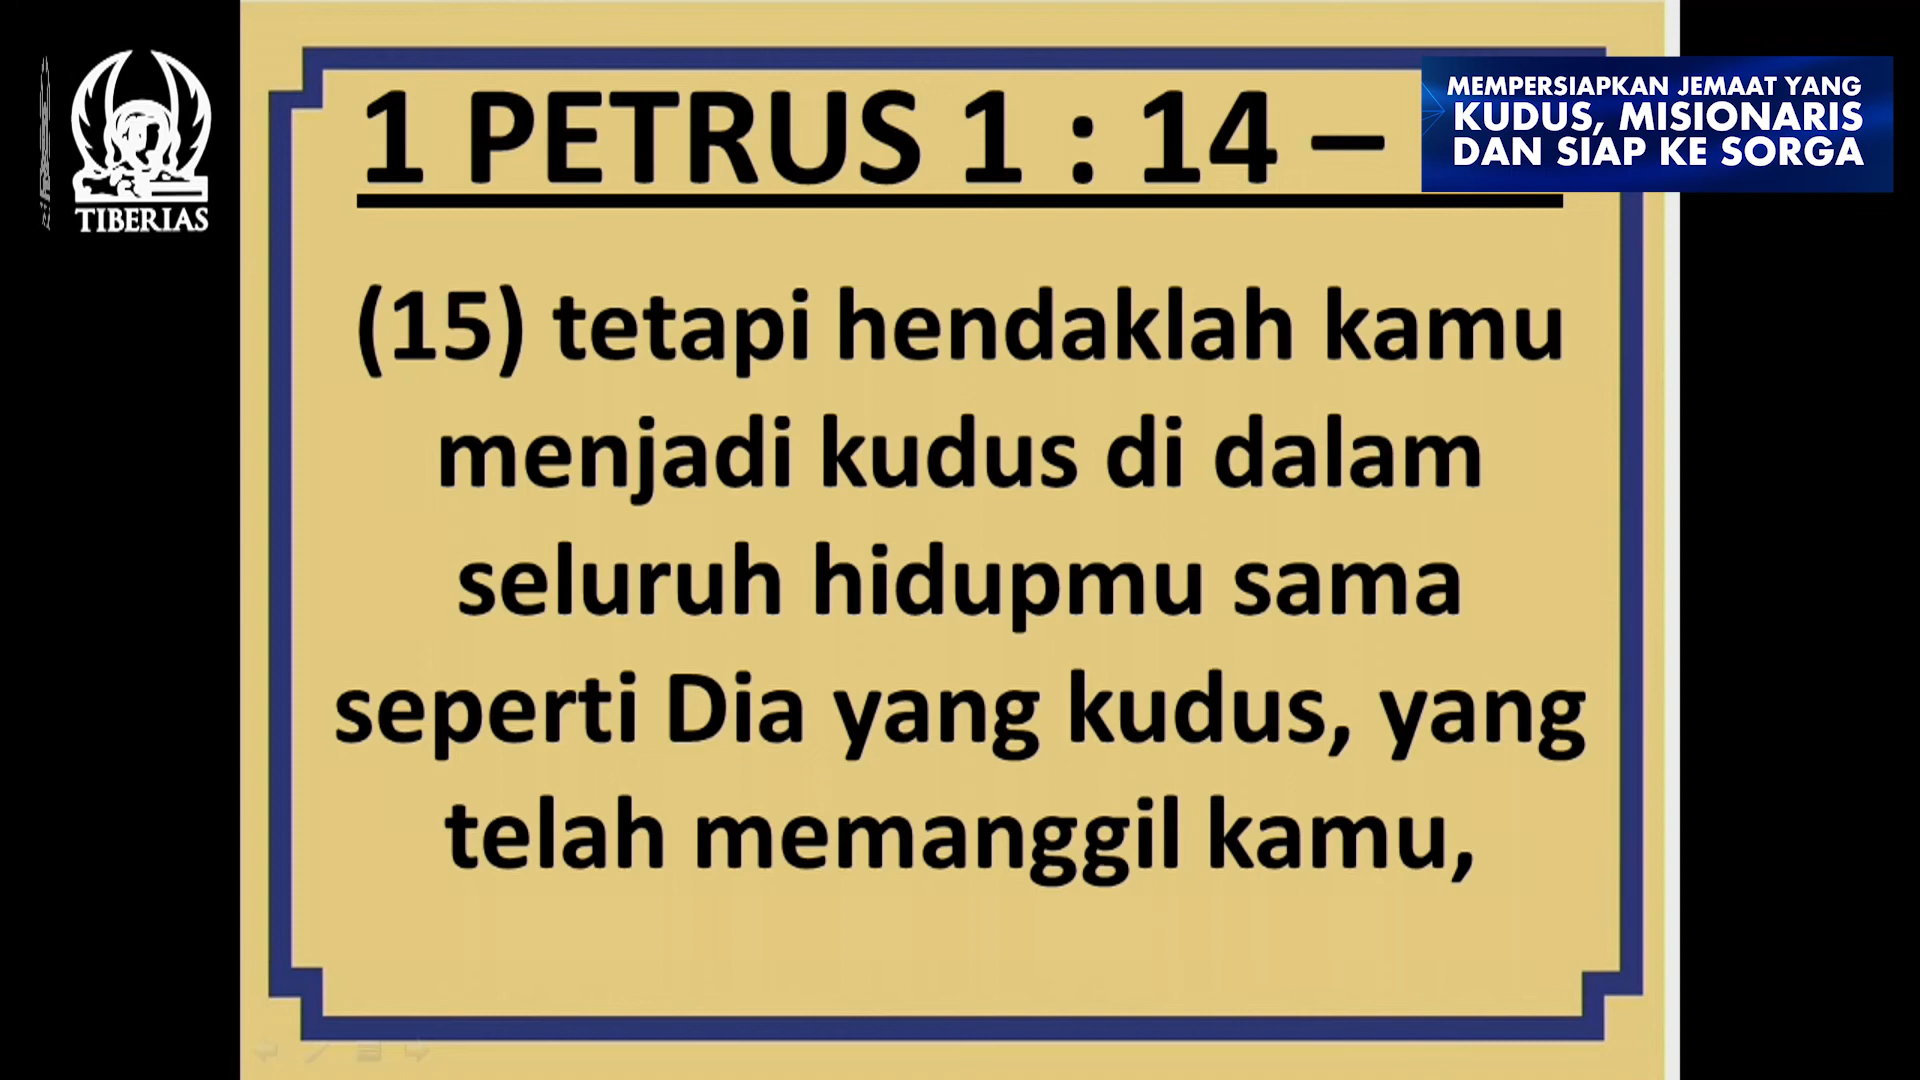 TIBERIAS
1 PETRUS 1 : 14 –
MEMPERSIAPKAN JEMAAT YANG
KUDUS, MISIONARIS
DAN SIAP KE SORGA
(15) tetapi hendaklah kamu
menjadi kudus di dalam
seluruh hidupmu sama
seperti Dia yang kudus, yang
telah memanggil kamu,